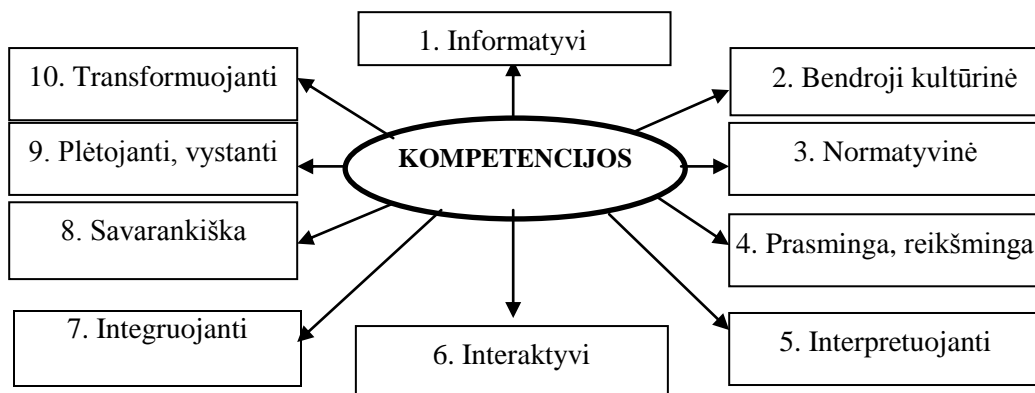 1. Informatyvi
10. Transformuojanti
2. Bendroji kultūrinė
9. Plėtojanti, vystanti
KOMPETENCIJOS
3. Normatyvinė
8. Savarankiška
4. Prasminga, reikšminga
7. Integruojanti
6. Interaktyvi
5. Interpretuojanti